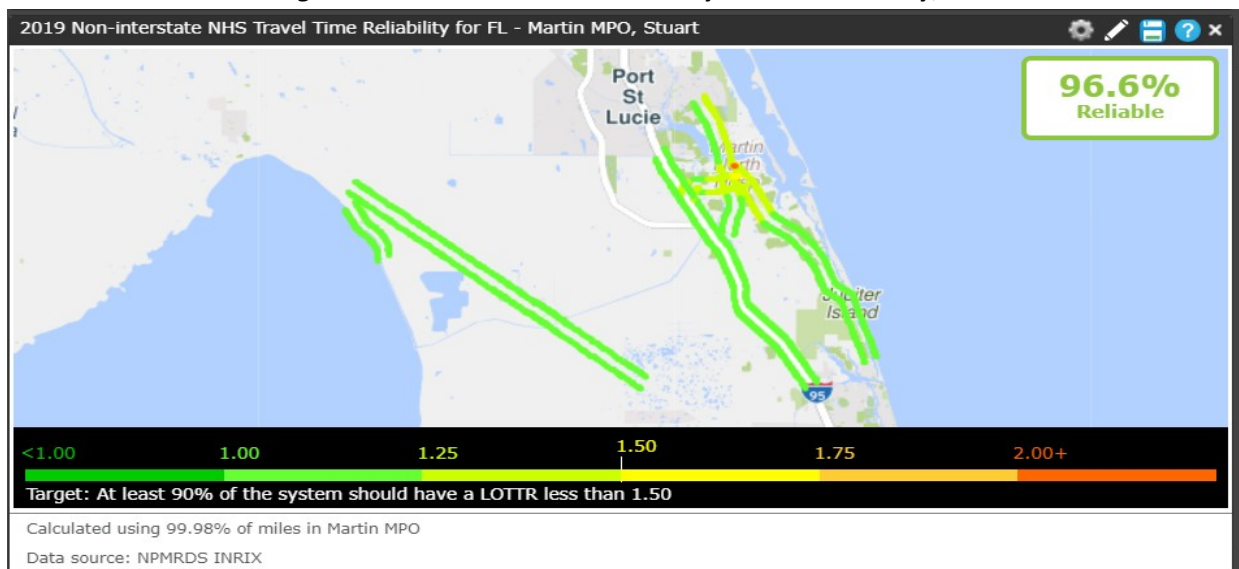 2019 Non-interstate NHS Travel Time Reliability for FL - Martin MPO, Stuart
96.6%
Reliable
Port
St
Lucie
Martin
Jupiter
Island
95
<1.00 1.00 1.25 1.50 1.75 2.00+
Target: At least 90% of the system should have a LOTTR less than 1.50
Calculated using 99.98% of miles in Martin MPO
Data source: NPMRDS INRIX